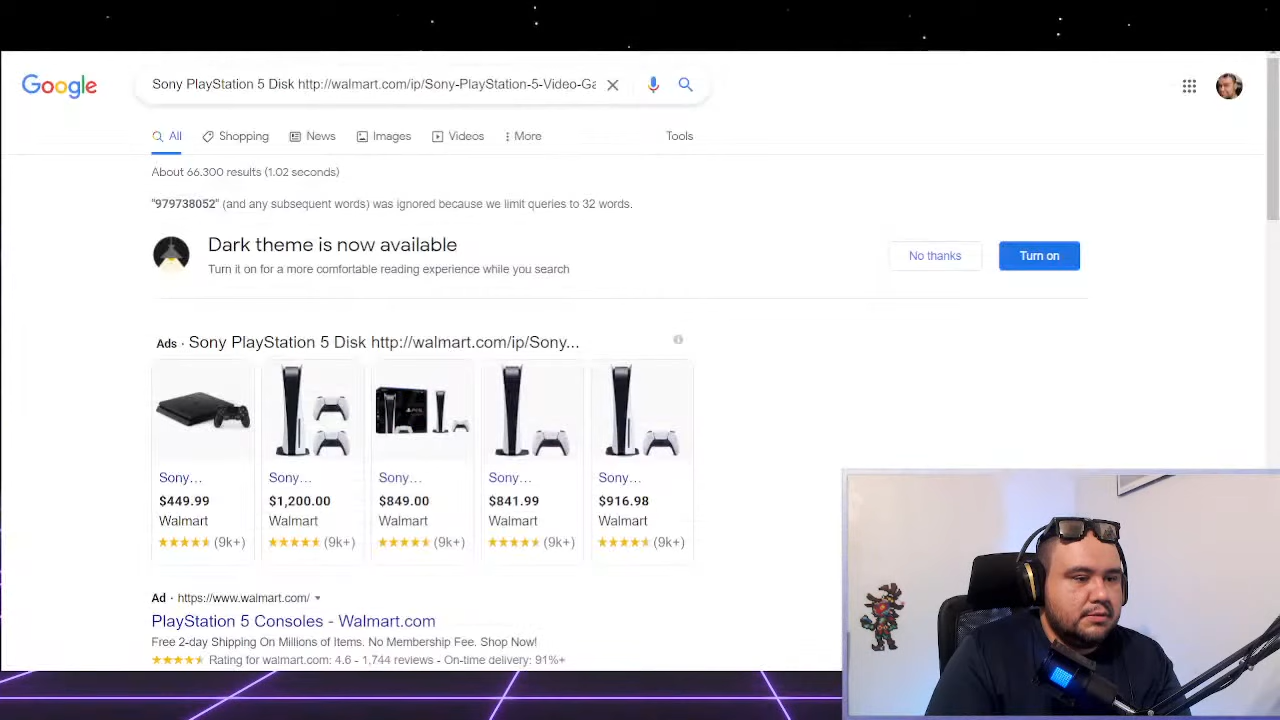 Google
Sony PlayStation 5 Disk http://walmart.com/ip/Sony-PlayStation-5-Video-Ga
All
Shopping
News
Images
Videos
More
Tools
About 66.300 results (1.02 seconds)
"979738052" (and any subsequent words) was ignored because we limit queries to 32 words.
Dark theme is now available
Turn it on for a more comfortable reading experience while you search
No thanks
Turn on
Ads · Sony PlayStation 5 Disk http://walmart.com/ip/Sony...
Sony...
$449.99
Walmart
(9k+)
Sony...
$1,200.00
Walmart
(9k+)
Sony...
$849.00
Walmart
(9k+)
Sony...
$841.99
Walmart
(9k+)
Sony...
$916.98
Walmart
(9k+)
Ad · https://www.walmart.com/
PlayStation 5 Consoles - Walmart.com
Free 2-day Shipping On Millions of Items. No Membership Fee. Shop Now!
Rating for walmart.com: 4.6 - 1,744 reviews - On-time delivery: 91%+